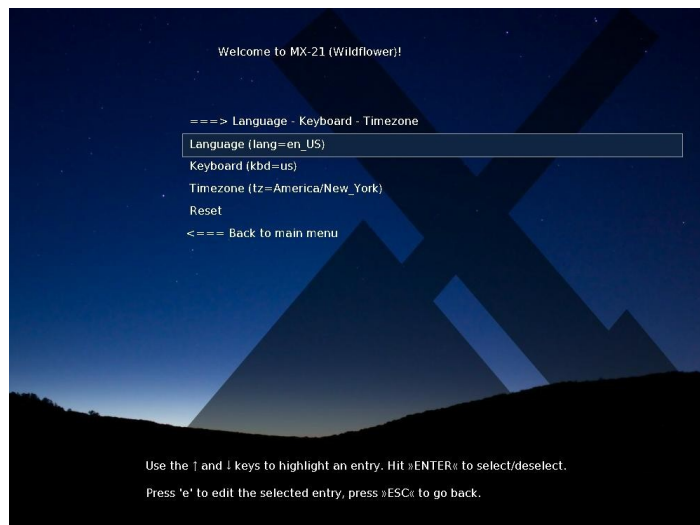 Welcome to MX-21 (Wildflower)!
===> Language - Keyboard - Timezone
Language (lang=en_US)
Keyboard (kbd=us)
Timezone (tz=America/New_York)
Reset
<=== Back to main menu
Use the ↑ and ↓ keys to highlight an entry. Hit »ENTER« to select/deselect.
Press 'e' to edit the selected entry, press »ESC« to go back.